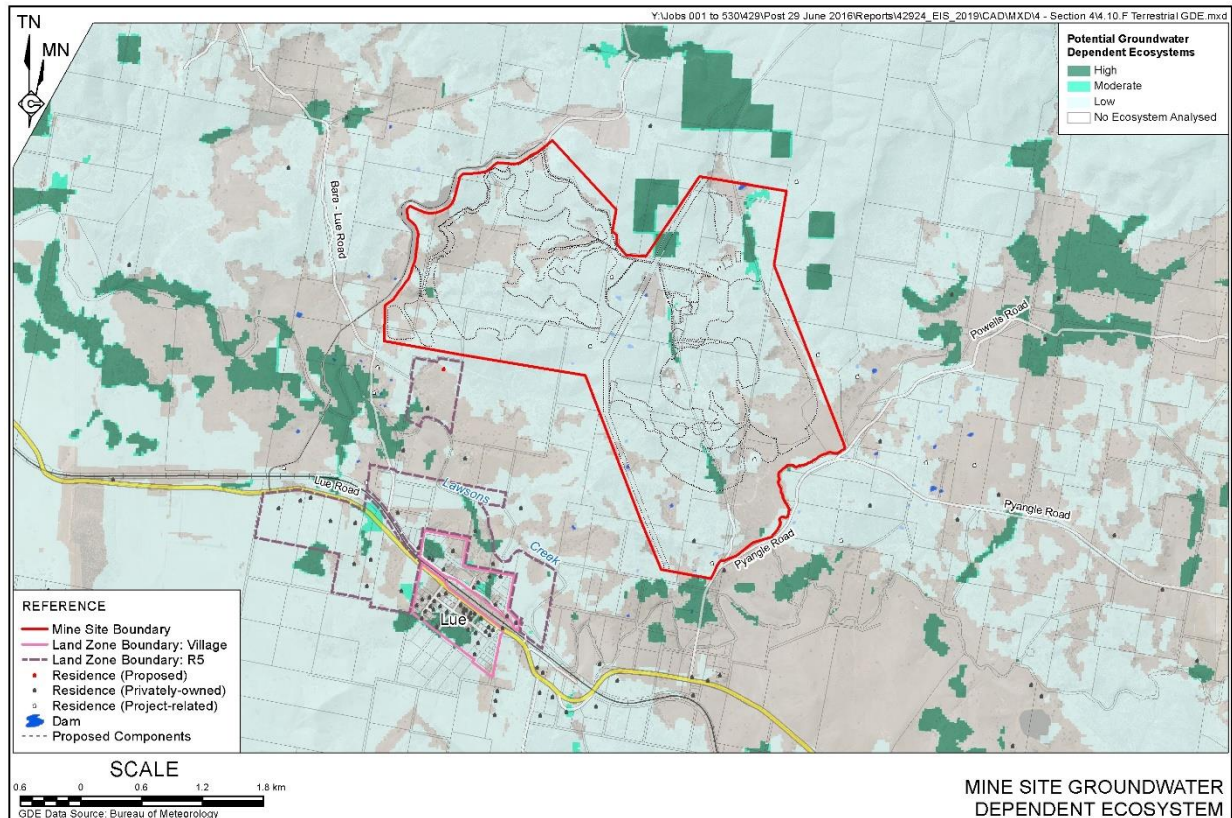 Y:\Jobs 001 to 530\429\Post 29 June 2016\Reports\42924_EIS_2019\CAD\MXD\4 - Section 4\4.10.F Terrestrial GDE.mxd
TN
MN
Potential Groundwater
Dependent Ecosystems
High
Moderate
Low
No Ecosystem Analysed
Bara - Lue Road
Powells Road
Lue Road
Lawsons
Creek
Pyangle Road
Pyangle Road
Lue
REFERENCE
Mine Site Boundary
Land Zone Boundary: Village
Land Zone Boundary: R5
Residence (Proposed)
Residence (Privately-owned)
Residence (Project-related)
Dam
Proposed Components
SCALE
0.6 0 0.6 1.2 1.8 km
GDE Data Source: Bureau of Meteprology
MINE SITE GROUNDWATER
DEPENDENT ECOSYSTEM